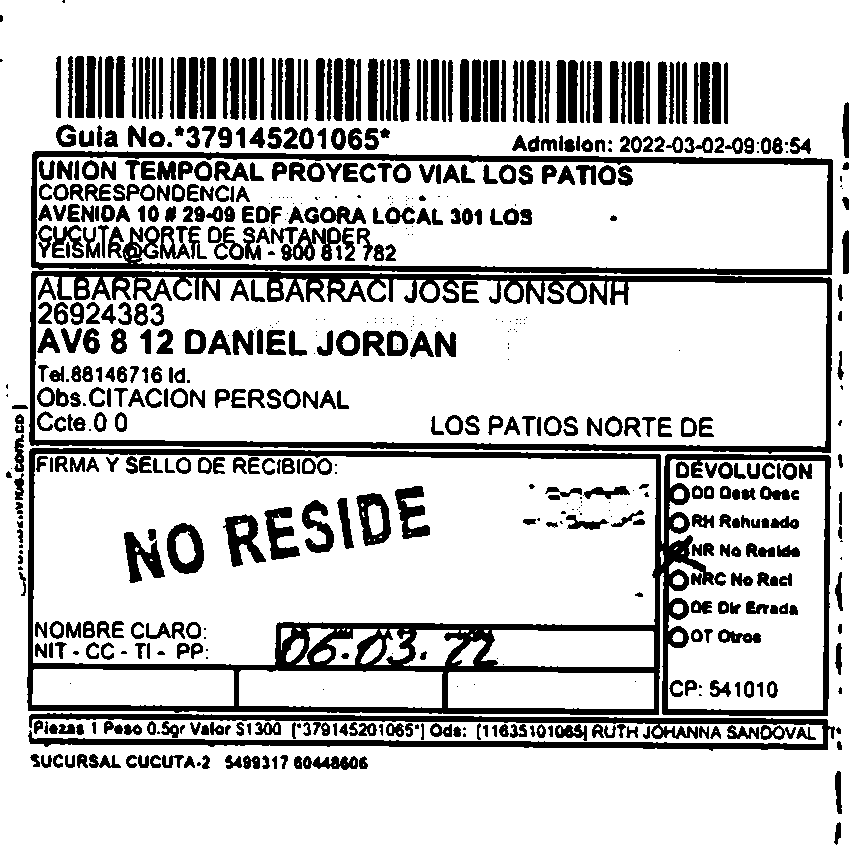 Guia No.*379145201065*
Admision: 2022-03-02-09:08:54
UNION TEMPORAL PROYECTO VIAL LOS PATIOS
CORRESPONDENCIA
AVENIDA 10 # 29-09 EDF AGORA LOCAL 301 LOS
CUCUTA NORTE DE SANTANDER
YEISMIR@GMAIL COM - 900 812 782
ALBARRACIN ALBARRACI JOSE JONSONH
26924383
AV6 8 12 DANIEL JORDAN
Tel.88146716 Id.
Obs.CITACION PERSONAL
Ccte.0 0
LOS PATIOS NORTE DE
FIRMA Y SELLO DE RECIBIDO:
NO RESIDE
NOMBRE CLARO:
NIT - CC - TI - PP:
06.03.22
DEVOLUCION
DD Dest Desc
RH Rehusado
NR No Reside
NRC No Recl
DE Dir Errada
OT Otros
CP: 541010
Piezas 1 Peso 0.5gr Valor $1300 [*379145201065*] Ods: [11635101065] RUTH JOHANNA SANDOVAL
SUCURSAL CUCUTA-2 5499317 60448606